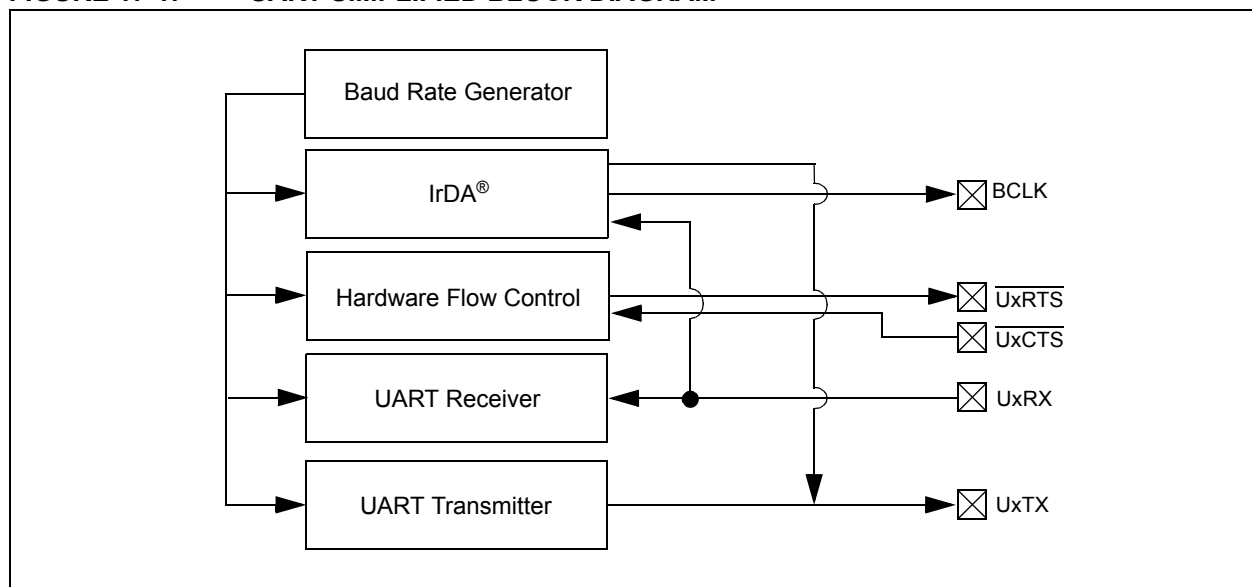 Baud Rate Generator
IrDA®
BCLK
Hardware Flow Control
UxRTS
UxCTS
UART Receiver
UxRX
UART Transmitter
UxTX